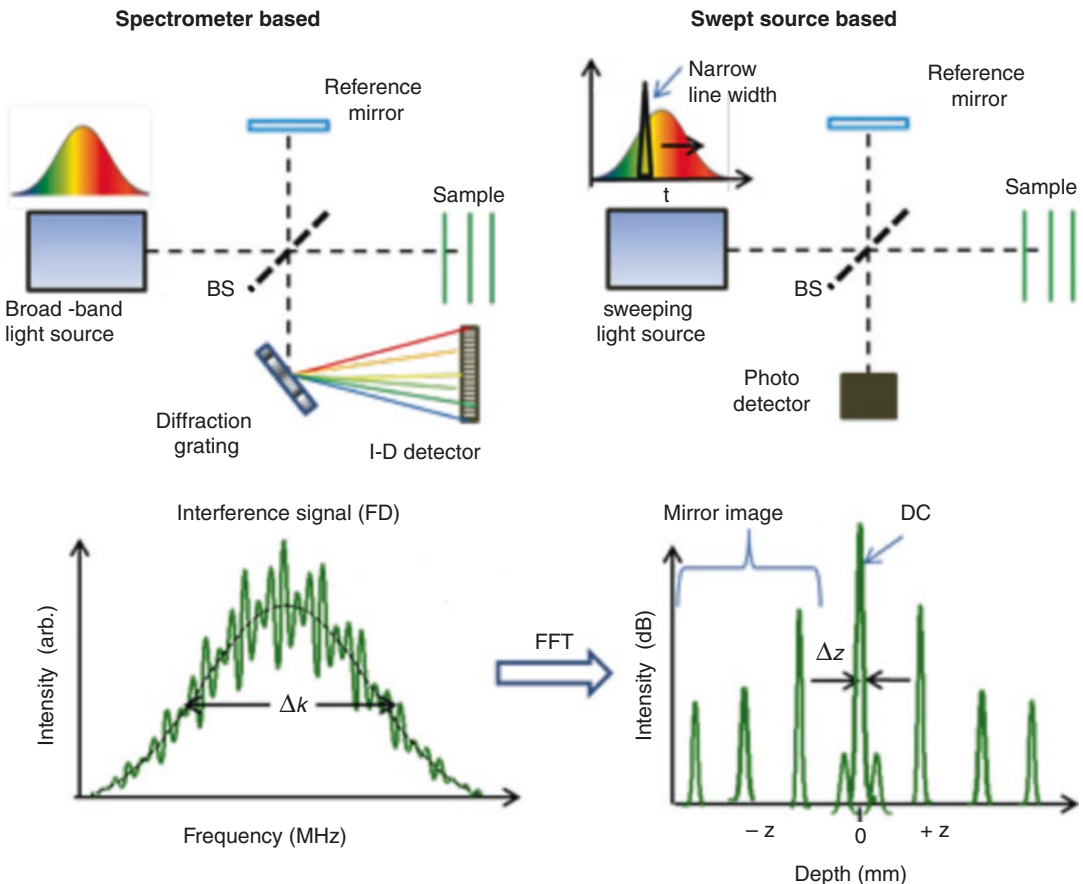 Spectrometer based
Reference
mirror
Sample
BS
Broad -band
light source
Diffraction
grating
I-D detector
Swept source based
Narrow
line width
t
Reference
mirror
Sample
BS
sweeping
light source
Photo
detector
Interference signal (FD)
Intensity (arb.)
Δk
Frequency (MHz)
FFT
Mirror image
DC
Δz
Intensity (dB)
– z
0
+ z
Depth (mm)